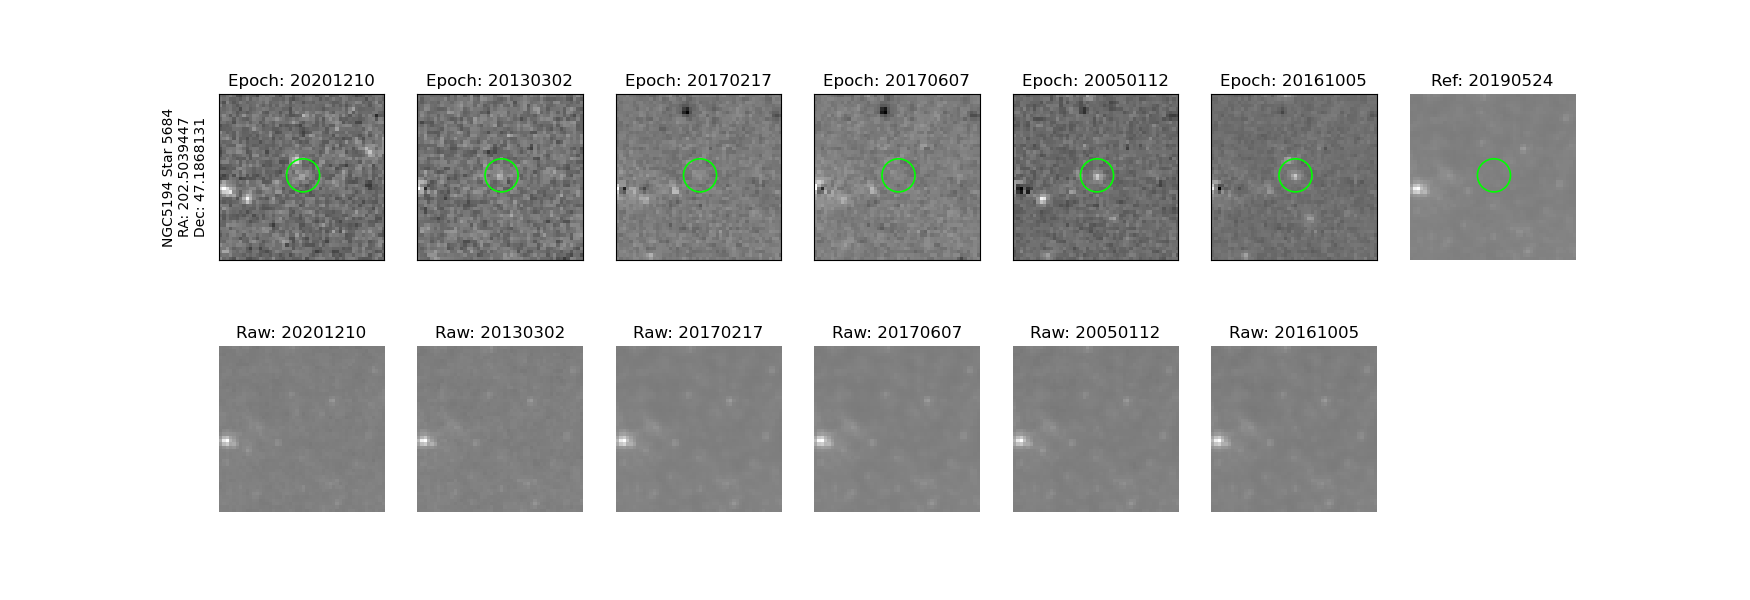 Epoch: 20201210
Epoch: 20130302
Epoch: 20170217
Epoch: 20170607
Epoch: 20050112
Epoch: 20161005
Ref: 20190524
NGC5194 Star 5684
RA: 202.5039447
Dec: 47.1868131
Raw: 20201210
Raw: 20130302
Raw: 20170217
Raw: 20170607
Raw: 20050112
Raw: 20161005